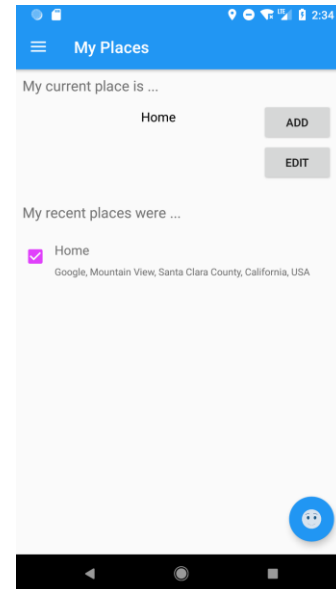 2:34
My Places
My current place is ...
Home
ADD
EDIT
My recent places were ...
Home
Google, Mountain View, Santa Clara County, California, USA